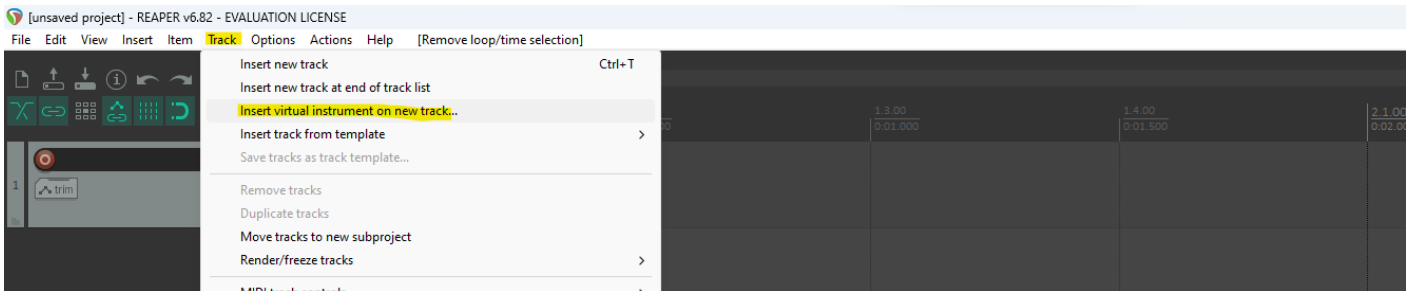 [unsaved project] - REAPER v6.82 - EVALUATION LICENSE
File Edit View Insert Item Track Options Actions Help [Remove loop/time selection]
Insert new track Ctrl+T
Insert new track at end of track list
Insert virtual instrument on new track...
Insert track from template
Save tracks as track template...
Remove tracks
Duplicate tracks
Move tracks to new subproject
Render/freeze tracks
1.3.00 1.4.00 2.1.00
0:01.000 0:01.500 0:02.00
1 trim